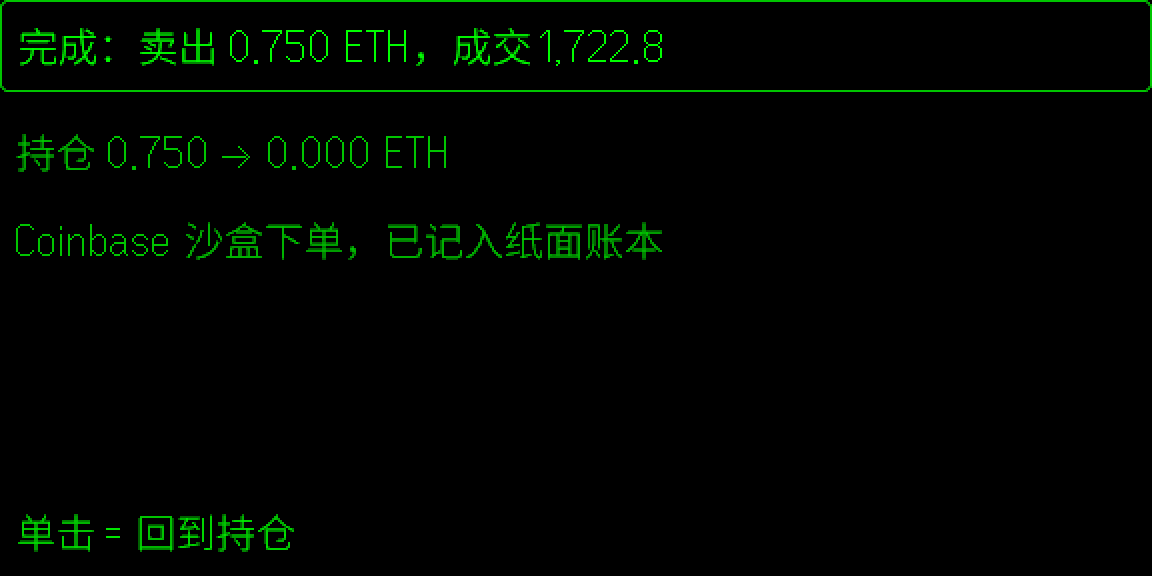 完成：卖出 0.750 ETH，成交 1,722.8
持仓 0.750 → 0.000 ETH
Coinbase 沙盒下单，已记入纸面账本
单击 = 回到持仓